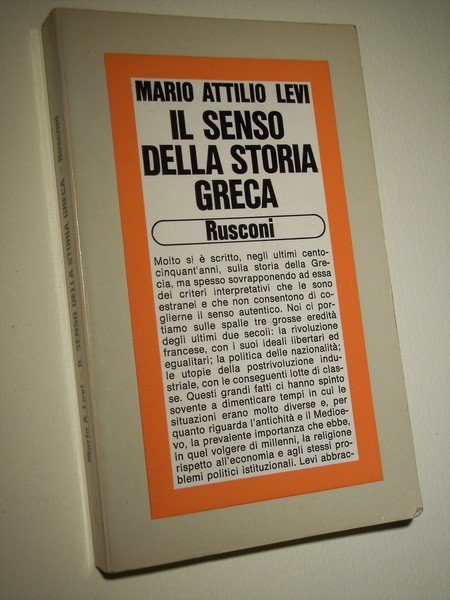 MARIO ATTILIO LEVI
IL SENSO
DELLA STORIA
GRECA
Rusconi
Molto si è scritto, negli ultimi cento-
cinquant'anni, sulla storia della Gre-
cia, ma spesso sovrapponendo ad essa
dei criteri interpretativi che le sono
estranei e che non consentono di co-
glierne il senso autentico. Noi ci por-
tiamo sulle spalle tre grosse eredità
degli ultimi due secoli: la rivoluzione
francese, con i suoi ideali libertari ed
egualitari; la politica delle nazionalità;
le utopie della postrivoluzione indu-
striale, con le conseguenti lotte di clas-
se. Questi grandi fatti ci hanno spinto
sovente a dimenticare tempi in cui le
situazioni erano molto diverse e, per
quanto riguarda l'antichità e il Medioe-
vo, la prevalente importanza che ebbe,
in quel volgere di millenni, la religione
rispetto all'economia e agli stessi pro-
blemi politici istituzionali. Levi abbrac-
Mario A. Levi IL SENSO DELLA STORIA GRECA RUSCONI